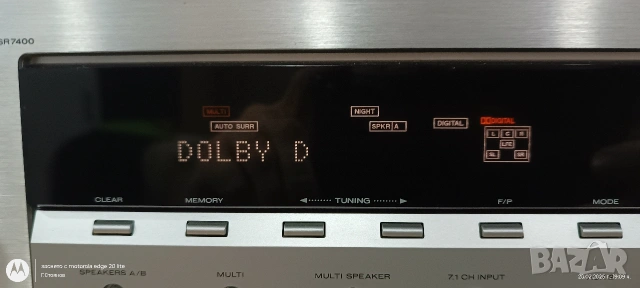 SR7400
MULTI
NIGHT
AUTO SURR
SPKR A
DIGITAL
DIGITAL
L C R
LFE
SL SR
DOLBY D
CLEAR
MEMORY
TUNING
F/P
MODE
SPEAKERS A/B
MULTI
MULTI SPEAKER
7.1 CH INPUT
заснето с motorola edge 20 lite
Г.Стоянов
BAZAR